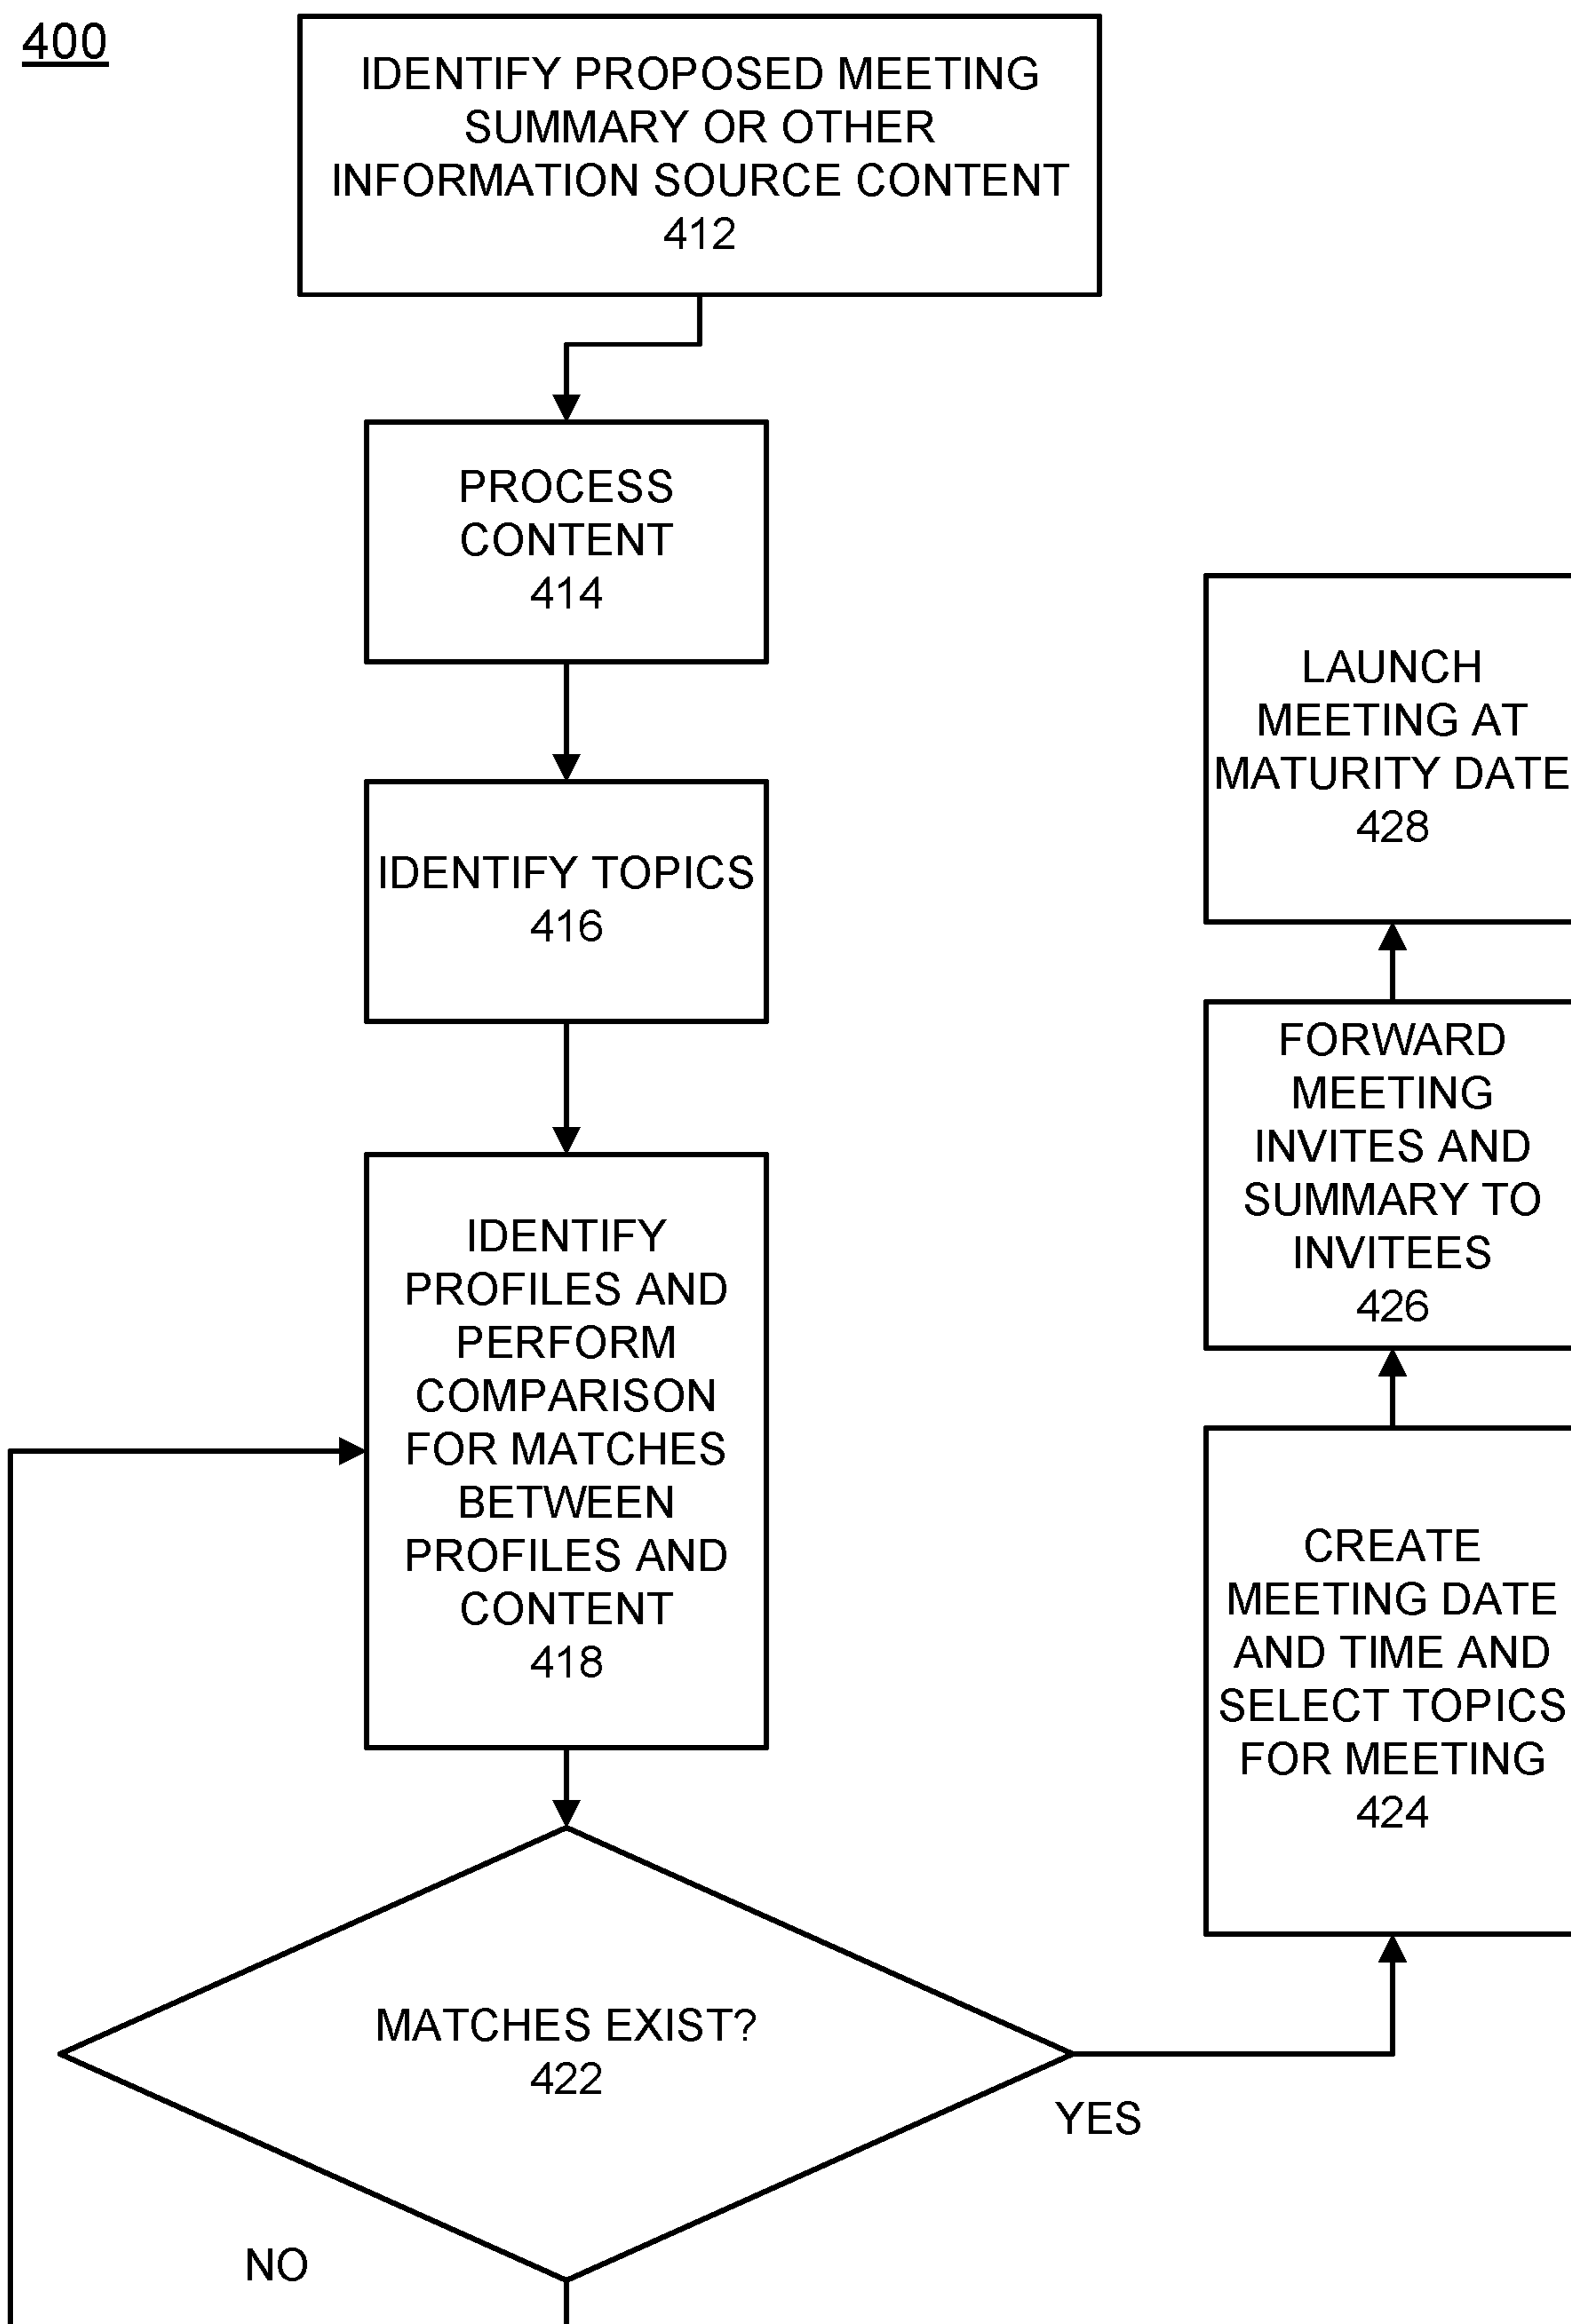 400
IDENTIFY PROPOSED MEETING
SUMMARY OR OTHER
INFORMATION SOURCE CONTENT
412
PROCESS
CONTENT
414
IDENTIFY TOPICS
416
IDENTIFY
PROFILES AND
PERFORM
COMPARISON
FOR MATCHES
BETWEEN
PROFILES AND
CONTENT
418
MATCHES EXIST?
422
NO
YES
CREATE
MEETING DATE
AND TIME AND
SELECT TOPICS
FOR MEETING
424
FORWARD
MEETING
INVITES AND
SUMMARY TO
INVITEES
426
LAUNCH
MEETING AT
MATURITY DATE
428